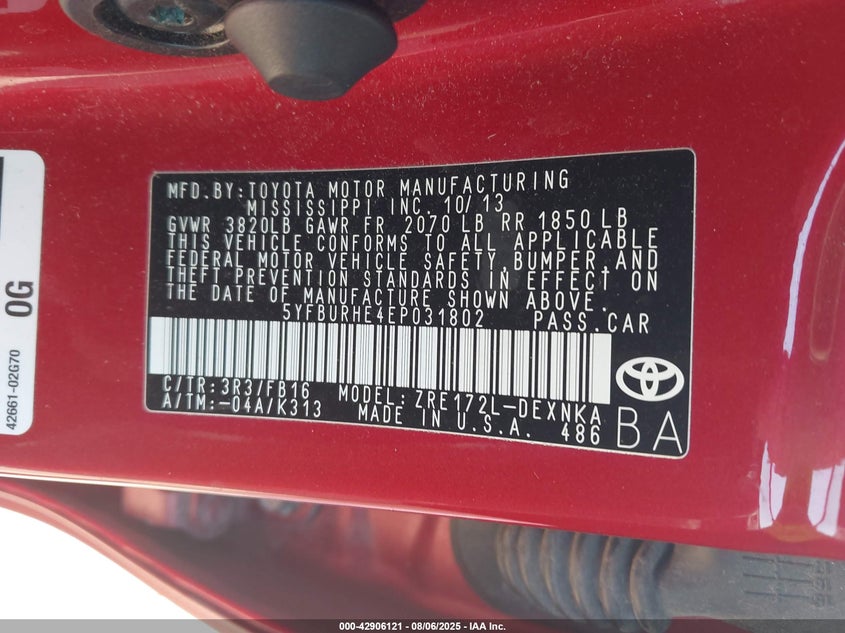 MFD.BY:TOYOTA MOTOR MANUFACTURING
MISSISSIPPI INC. 10/13
GVWR 3820LB GAWR FR 2070 LB RR 1850 LB
THIS VEHICLE CONFORMS TO ALL APPLICABLE
FEDERAL MOTOR VEHICLE SAFETY,BUMPER,AND
THEFT PREVENTION STANDARDS IN EFFECT ON
THE DATE OF MANUFACTURE SHOWN ABOVE.
5YFBURHE4EP031802 PASS.CAR
C/TR:3R3/FB16 MODEL:ZRE172L-DEXNKA
A/TM:-04A/K313 MADE IN U.S.A. 486
BA
0G
42661-02G70
000-42906121 - 08/06/2025 - IAA Inc.